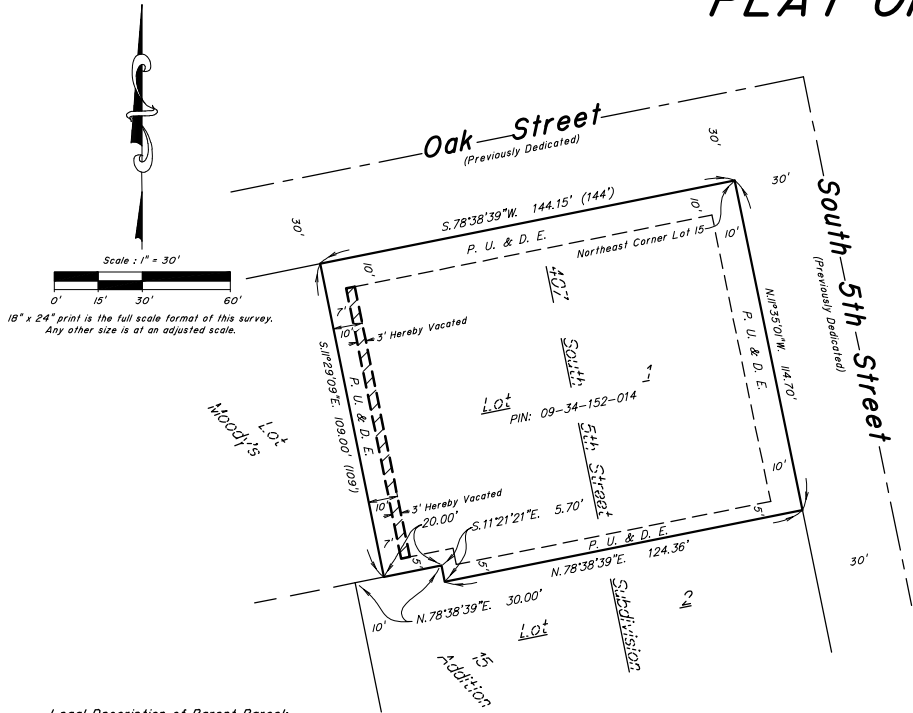 PLAT OF
Oak Street
(Previously Dedicated)
30'
30'
30'
S.78°38'39"W. 144.15' (144')
P. U. & D. E.
10'
Northeast Corner Lot 15
10'
10'
South 5th Street
(Previously Dedicated)
Scale : 1" = 30'
0' 15' 30' 60'
18" x 24" print is the full scale format of this survey.
Any other size is at an adjusted scale.
7'
10'
3' Hereby Vacated
S.11°29'09"E. 109.00' (109')
P. U. & D. E.
407 South 5th Street
Lot 1
PIN: 09-34-152-014
N.11°35'01"W. 114.70'
P. U. & D. E.
Lot
Moody's
10'
3' Hereby Vacated
10'
7'
5'
20.00'
S.11°21'21"E. 5.70'
5'
5'
P. U. & D. E.
N.78°38'39"E. 124.36'
30'
10'
N.78°38'39"E. 30.00'
Lot 2
Subdivision
15
Addition
Legal Description of Parent Parcel: